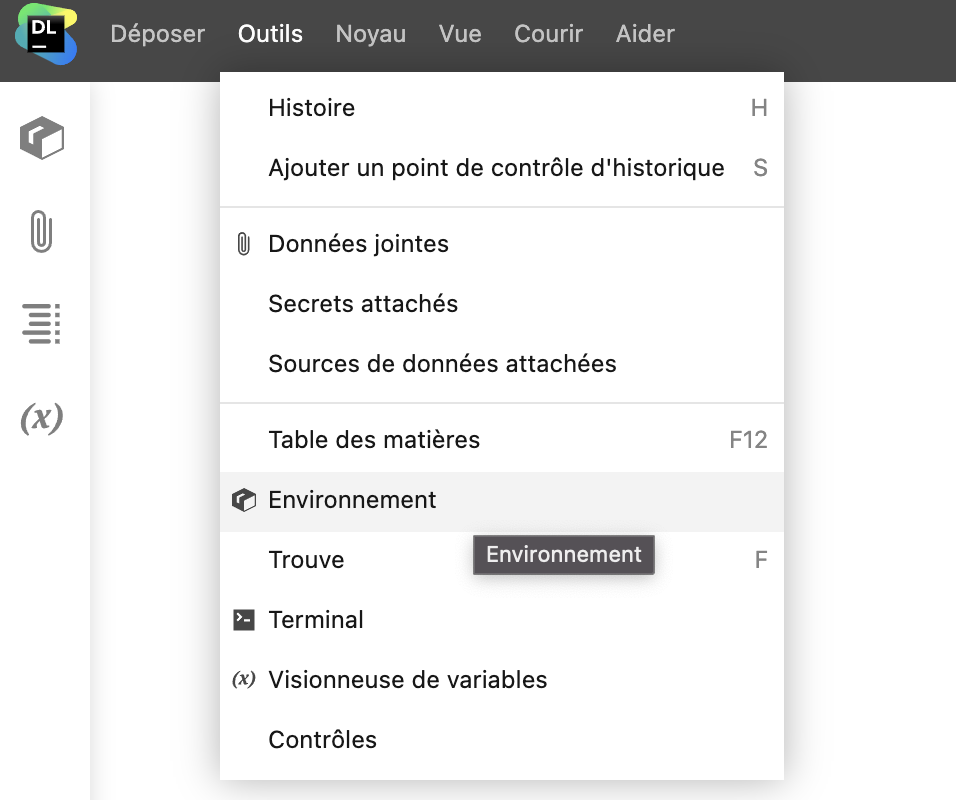 DL
Déposer Outils Noyau Vue Courir Aider
Histoire H
Ajouter un point de contrôle d'historique S
Données jointes
Secrets attachés
Sources de données attachées
Table des matières F12
Environnement
Environnement
Trouve F
Terminal
(x) Visionneuse de variables
(x)
Contrôles